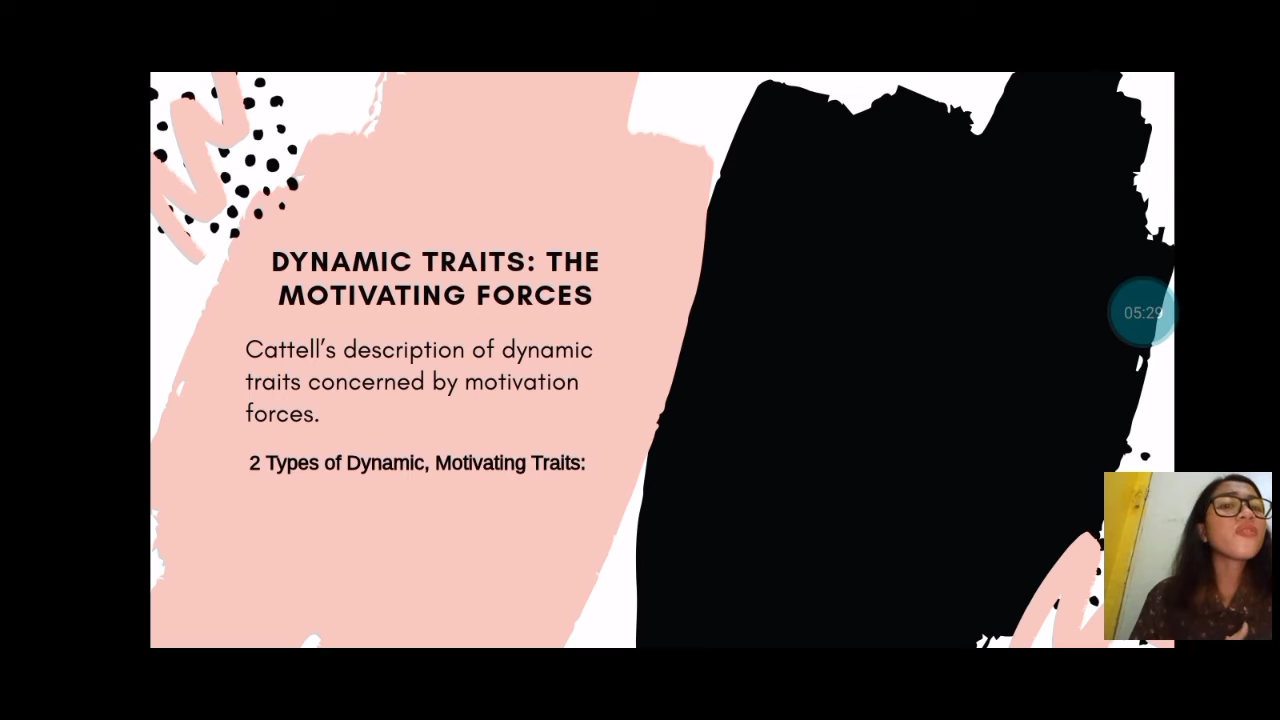 DYNAMIC TRAITS: THE
MOTIVATING FORCES
Cattell’s description of dynamic
traits concerned by motivation
forces.
2 Types of Dynamic, Motivating Traits:
05:29